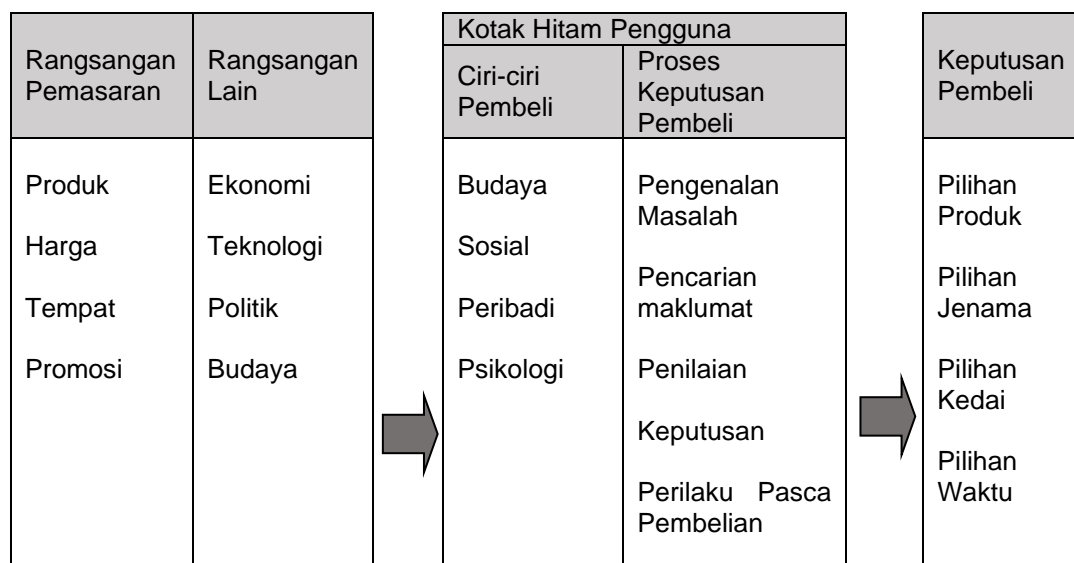 Rangsangan
Pemasaran
Rangsangan
Lain
Produk
Harga
Tempat
Promosi
Ekonomi
Teknologi
Politik
Budaya
Kotak Hitam Pengguna
Ciri-ciri
Pembeli
Proses
Keputusan
Pembeli
Budaya
Sosial
Peribadi
Psikologi
Pengenalan
Masalah
Pencarian
maklumat
Penilaian
Keputusan
Perilaku Pasca
Pembelian
Keputusan
Pembeli
Pilihan
Produk
Pilihan
Jenama
Pilihan
Kedai
Pilihan
Waktu